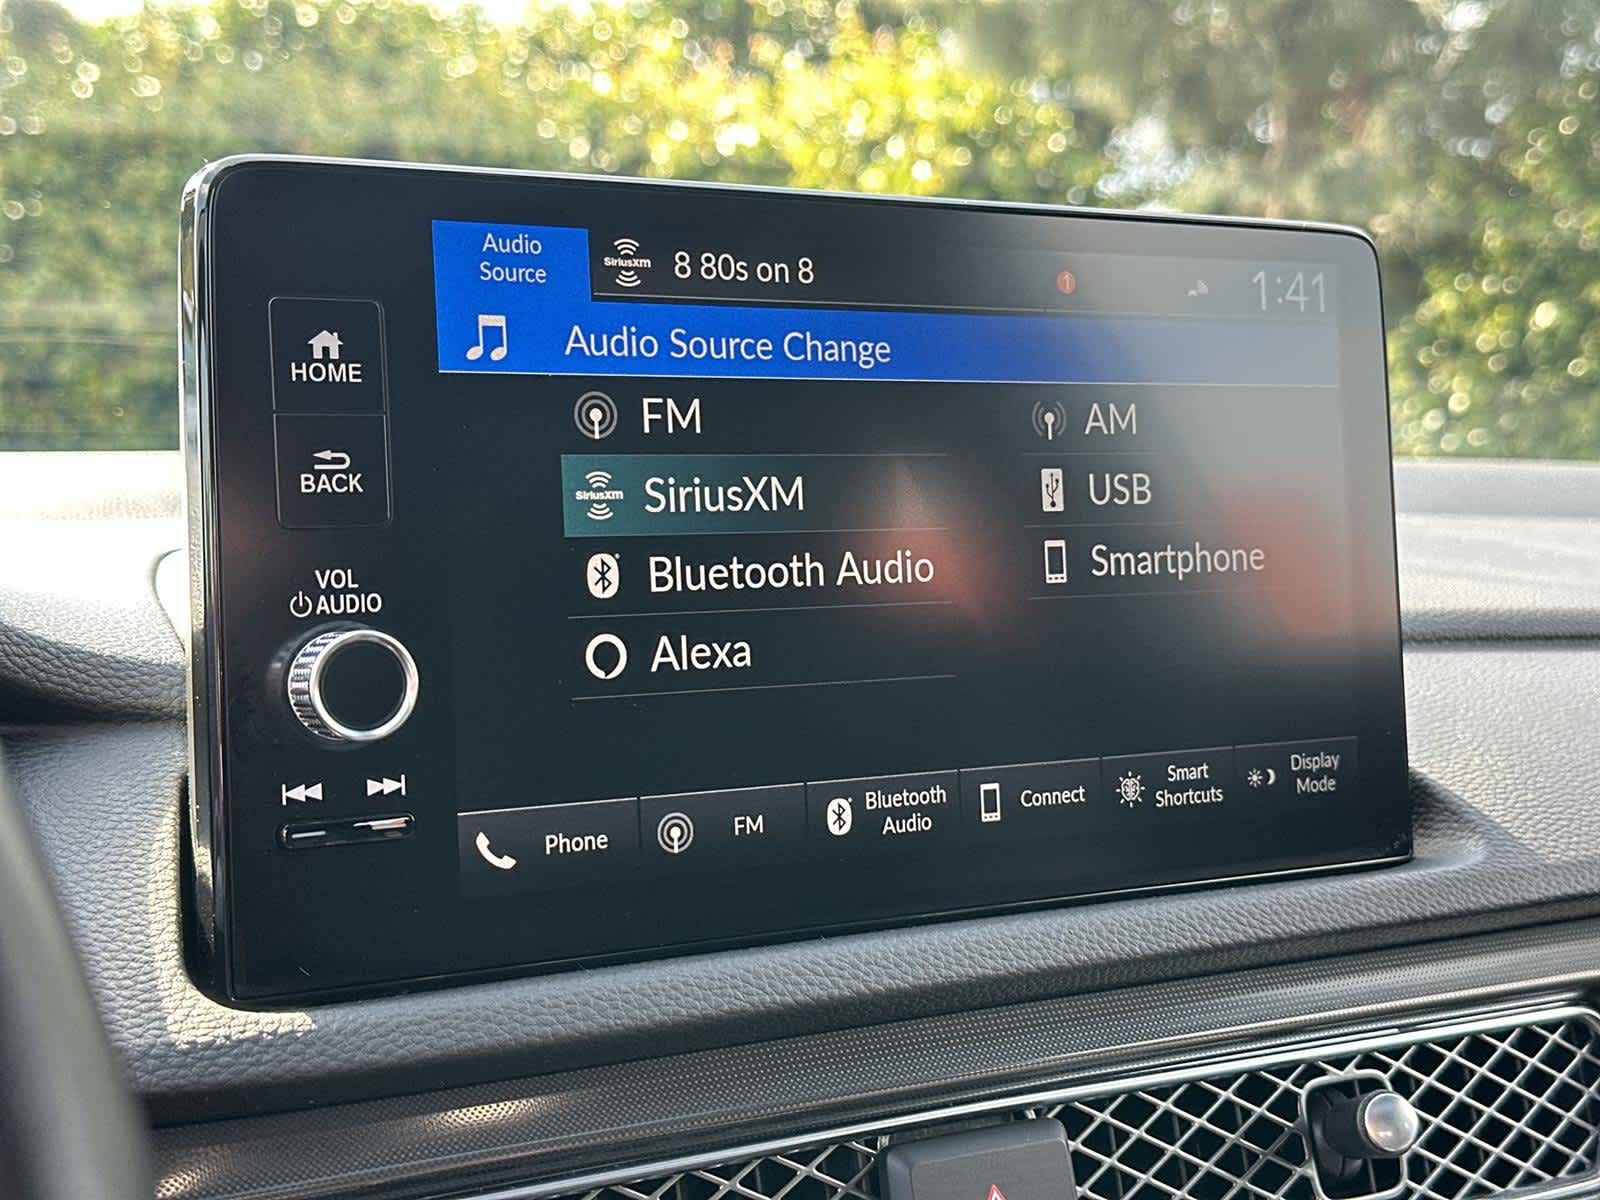 Audio
Source
SiriusXM
8 80s on 8
1
1:41
Audio Source Change
HOME
BACK
FM
AM
SiriusXM
SiriusXM
USB
Bluetooth Audio
Smartphone
Alexa
VOL
AUDIO
Phone
FM
Bluetooth
Audio
Connect
Smart
Shortcuts
Display
Mode